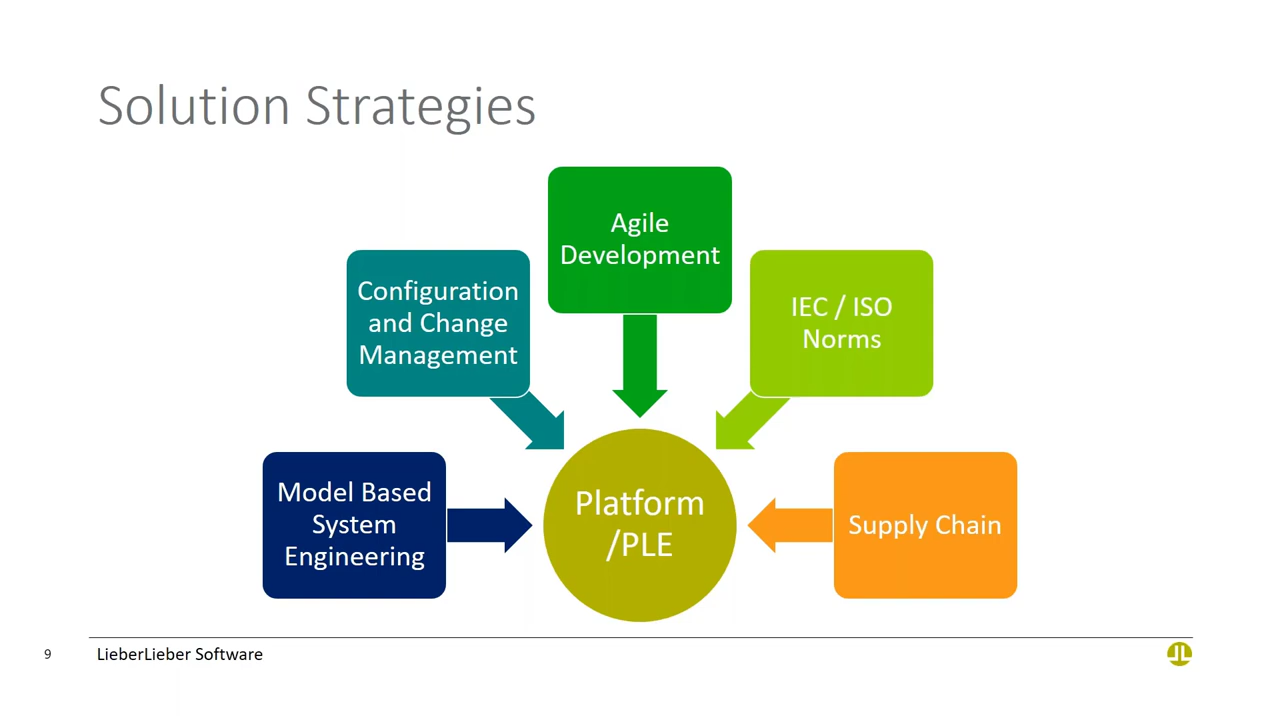 Solution Strategies
Agile
Development
Configuration
and Change
Management
IEC / ISO
Norms
Model Based
System
Engineering
Platform
/PLE
Supply Chain
9
LieberLieber Software